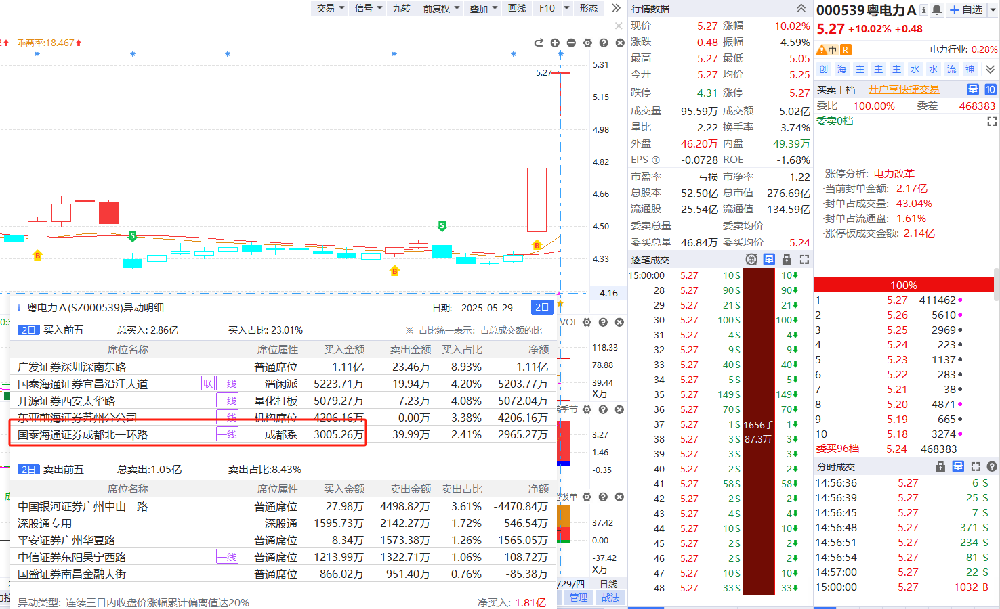 交易 信号 九转 前复权 叠加 画线 F10 形态
乖离率:18.467
5.27
5.31
5.15
4.98
4.82
4.66
4.50
4.33
4.16
S
S
B
B
B
粤电力A(SZ000539)异动明细 日期: 2025-05-29 2日
2日 买入前五 总买入: 2.86亿 买入占比: 23.01% ※ 占比统一表示: 占总成交额的比
席位名称 席位属性 买入金额 卖出金额 买入占比 净额
广发证券深圳深南东路 普通席位 1.11亿 23.46万 8.93% 1.11亿
国泰海通证券宜昌沿江大道 联 一线 消闲派 5223.71万 19.94万 4.20% 5203.77万
开源证券西安太华路 一线 量化打板 5079.27万 7.23万 4.08% 5072.04万
东亚前海证券苏州分公司 一线 机构席位 4206.16万 0.00万 3.38% 4206.16万
国泰海通证券成都北一环路 一线 成都系 3005.26万 39.99万 2.41% 2965.27万
2日 卖出前五 总卖出:1.05亿 卖出占比:8.43%
席位名称 席位属性 买入金额 卖出金额 卖出占比 净额
中国银河证券广州中山二路 普通席位 27.98万 4498.82万 3.61% -4470.84万
深股通专用 深股通 1595.73万 2142.27万 1.72% -546.54万
平安证券广州华夏路 普通席位 8.34万 1573.38万 1.26% -1565.05万
中信证券东阳吴宁西路 一线 普通席位 1213.99万 1322.71万 1.06% -108.72万
国盛证券南昌金融大街 普通席位 866.02万 951.40万 0.76% -85.38万
异动类型: 连续三日内收盘价涨幅累计偏离值达20% 净买入: 1.81亿
VOL
118.33
78.88
39.44
X万
季节
3.27
1.46
-0.35
级单
37.42
0.00
-37.42
X万
/29/四 日线
管理 战法
行情数据
现价 5.27 涨幅 10.02%
涨跌 0.48 振幅 4.59%
最高 5.27 最低 5.05
今开 5.27 均价 5.25
跌停 4.31 涨停 5.27
成交量 95.59万 成交额 5.02亿
量比 2.22 换手率 3.74%
外盘 46.20万 内盘 49.39万
EPS ① -0.0728 ROE -1.68%
市盈率 亏损 市净率 1.22
总股本 52.50亿 总市值 276.69亿
流通股 25.54亿 流通值 134.59亿
委卖总量 - 委卖均价 -
委买总量 46.84万 委买均价 5.24
逐笔成交 单 量
15:00:00 5.27 10 S 10
28 5.27 90 S 90
29 5.27 21 S 21
30 5.27 100 S 100
31 5.27 4 S 4
32 5.27 9 S 9
33 5.27 40 S 40
34 5.27 5 S 5
35 5.27 149 S 149
36 5.27 70 S 70
37 5.27 1 S 1656手 1
38 5.27 3 S 87.3万 3
39 5.27 3 S 3
40 5.27 2 S 2
41 5.27 58 S 58
42 5.27 2 S 2
43 5.27 4 S 4
44 5.27 10 S 10
45 5.27 2 S 2
46 5.27 2 S 2
47 5.27 10 S 10
48 5.27 33 S 33
000539 粤电力A i + 自选
5.27 +10.02% +0.48
中 R 电力行业: 0.28%
创 海 主 主 主 水 水 流 神
买卖十档 开户享快捷交易 量 10
委比 100.00% 委差 468383
委卖0档 - -
涨停分析: 电力改革
·当前封单金额: 2.17亿
·封单占成交量: 43.04%
·封单占流通盘: 1.61%
·涨停板成交金额: 2.14亿
100%
1 5.27 411462
2 5.26 5610
3 5.25 2969
4 5.24 223
5 5.23 1137
6 5.22 283
7 5.21 38
8 5.20 4871
9 5.19 665
10 5.18 3274
委买96档 5.24 468383
分时成交 量
14:56:36 5.27 6 S
14:56:39 5.27 25 S
14:56:45 5.27 7 S
14:56:48 5.27 371 S
14:56:51 5.27 234 S
14:56:54 5.27 81 S
14:57:00 5.27 22 S
15:00:00 5.27 1032 B